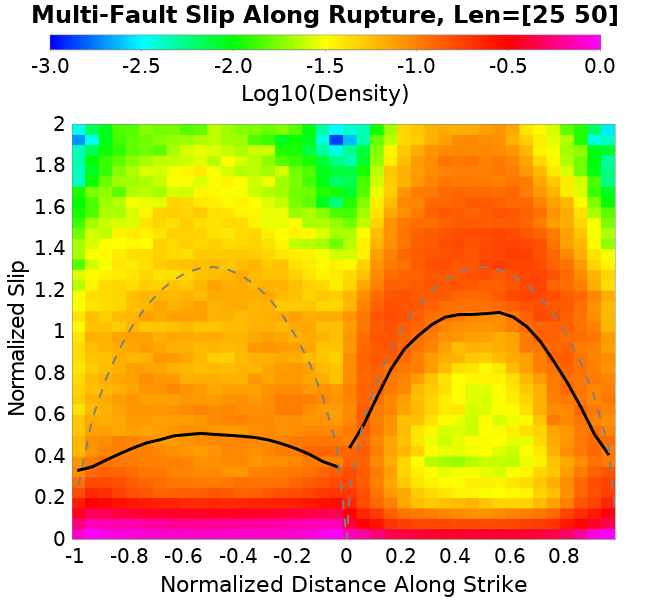 Multi-Fault Slip Along Rupture, Len=[25 50]
-3.0 -2.5 -2.0 -1.5 -1.0 -0.5 0.0
Log10(Density)
2
1.8
1.6
1.4
1.2
1
0.8
0.6
0.4
0.2
0
Normalized Slip
-1 -0.8 -0.6 -0.4 -0.2 0 0.2 0.4 0.6 0.8
Normalized Distance Along Strike